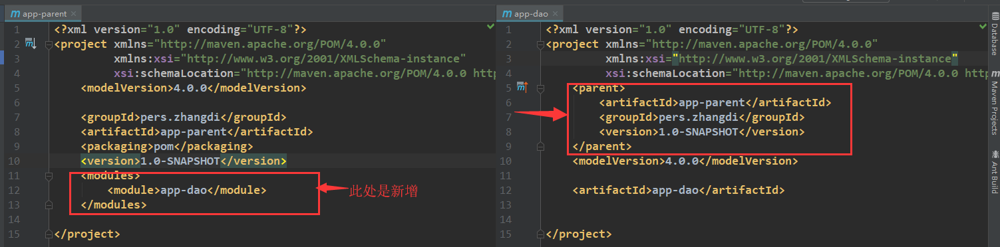 app-parent
1 <?xml version="1.0" encoding="UTF-8"?>
2 <project xmlns="http://maven.apache.org/POM/4.0.0"
3 xmlns:xsi="http://www.w3.org/2001/XMLSchema-instance"
4 xsi:schemaLocation="http://maven.apache.org/POM/4.0.0 htt
5 <modelVersion>4.0.0</modelVersion>
6
7 <groupId>pers.zhangdi</groupId>
8 <artifactId>app-parent</artifactId>
9 <packaging>pom</packaging>
10 <version>1.0-SNAPSHOT</version>
11 <modules>
12 <module>app-dao</module>
此处是新增
13 </modules>
14
15 </project>
app-dao
1 <?xml version="1.0" encoding="UTF-8"?>
2 <project xmlns="http://maven.apache.org/POM/4.0.0"
3 xmlns:xsi="http://www.w3.org/2001/XMLSchema-instance"
4 xsi:schemaLocation="http://maven.apache.org/POM/4.0.0 http
5 <parent>
6 <artifactId>app-parent</artifactId>
7 <groupId>pers.zhangdi</groupId>
8 <version>1.0-SNAPSHOT</version>
9 </parent>
10 <modelVersion>4.0.0</modelVersion>
11
12 <artifactId>app-dao</artifactId>
13
14
15 </project>
Database
Maven Projects
Ant Build